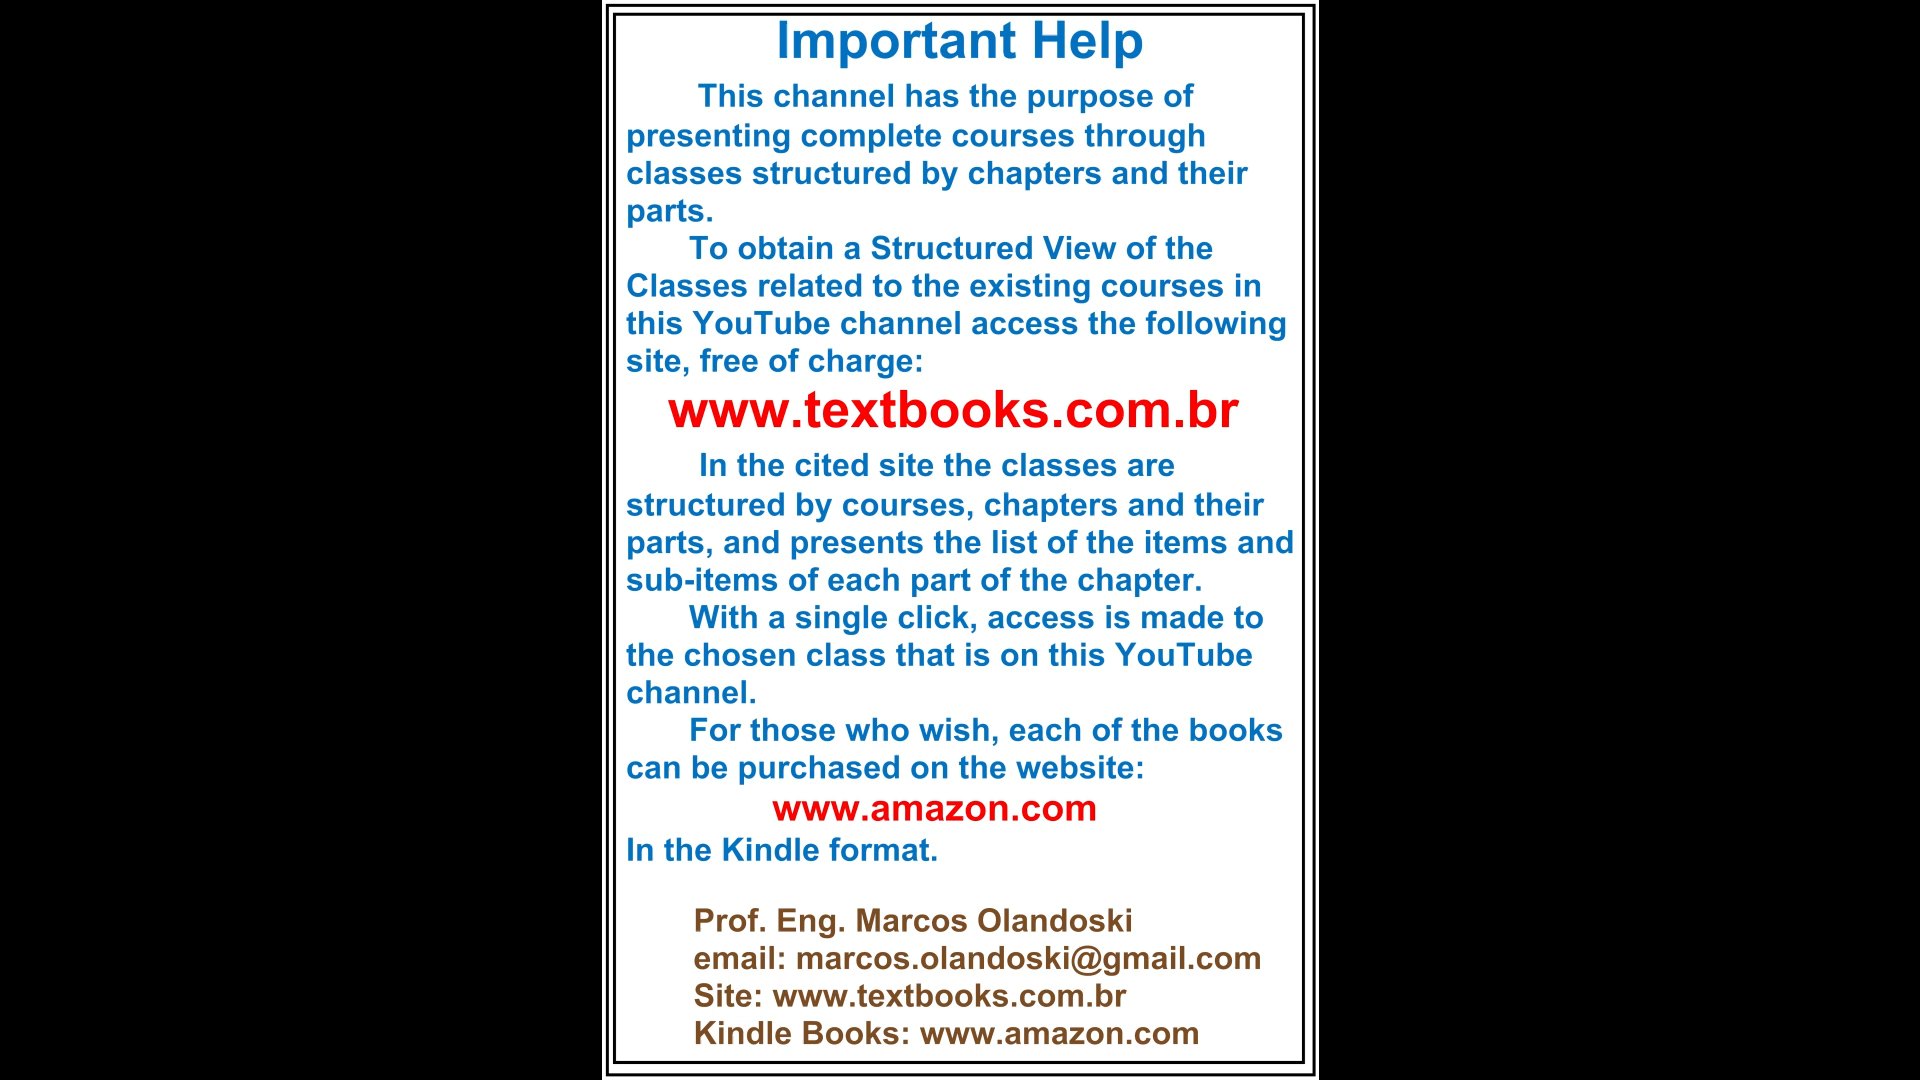 Important Help
This channel has the purpose of
presenting complete courses through
classes structured by chapters and their
parts.
To obtain a Structured View of the
Classes related to the existing courses in
this YouTube channel access the following
site, free of charge:
www.textbooks.com.br
In the cited site the classes are
structured by courses, chapters and their
parts, and presents the list of the items and
sub-items of each part of the chapter.
With a single click, access is made to
the chosen class that is on this YouTube
channel.
For those who wish, each of the books
can be purchased on the website:
www.amazon.com
In the Kindle format.
Prof. Eng. Marcos Olandoski
email: marcos.olandoski@gmail.com
Site: www.textbooks.com.br
Kindle Books: www.amazon.com